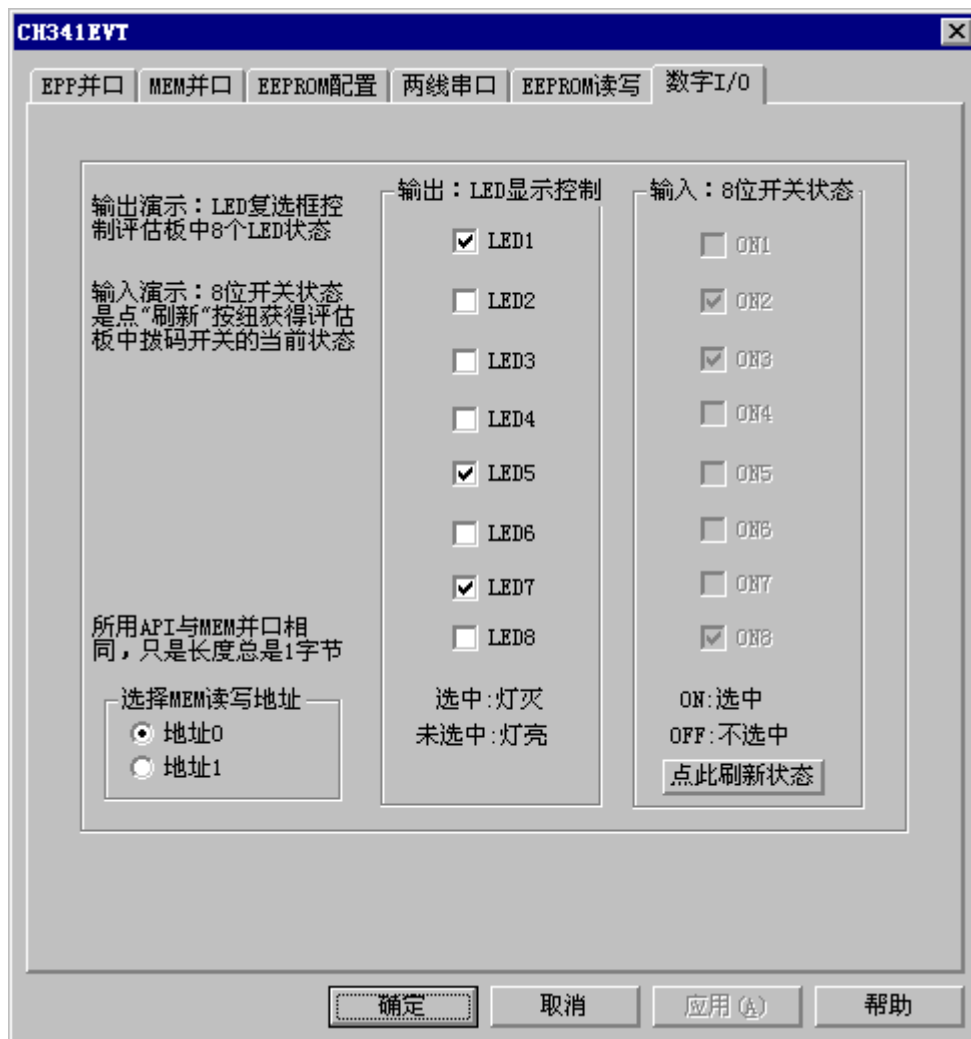 CH341EVT
EPP并口 MEM并口 EEPROM配置 两线串口 EEPROM读写 数字I/O
输出演示：LED复选框控
制评估板中8个LED状态
输入演示：8位开关状态
是点“刷新“按纽获得评估
板中拨码开关的当前状态
所用API与MEM并口相
同，只是长度总是1字节
选择MEM读写地址
地址0
地址1
输出：LED显示控制
LED1
LED2
LED3
LED4
LED5
LED6
LED7
LED8
选中:灯灭
未选中:灯亮
输入：8位开关状态
ON1
ON2
ON3
ON4
ON5
ON6
ON7
ON8
ON:选中
OFF:不选中
点此刷新状态
确定 取消 应用(A) 帮助